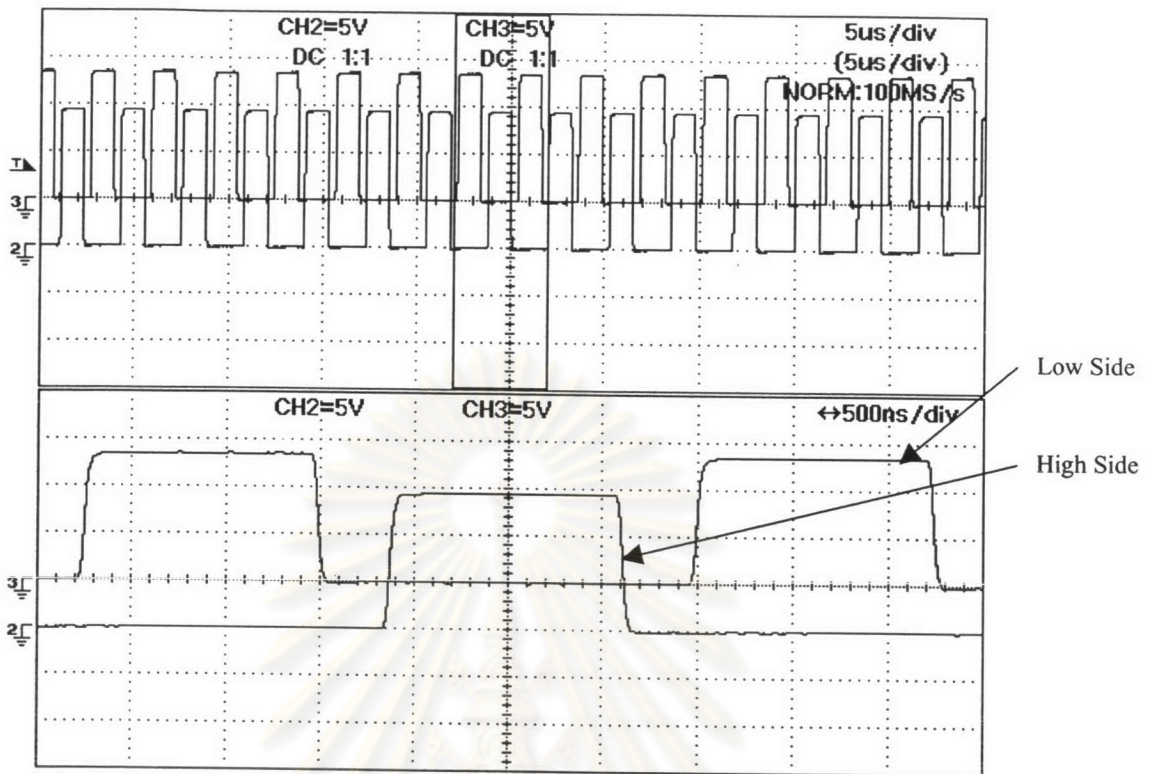 CH2=5V CH3=5V 5us/div
DC 1:1 DC 1:1 (5us/div)
NORM:100MS/s
T
3
2
CH2=5V CH3=5V ↔500ns/div
Low Side
High Side
3
2